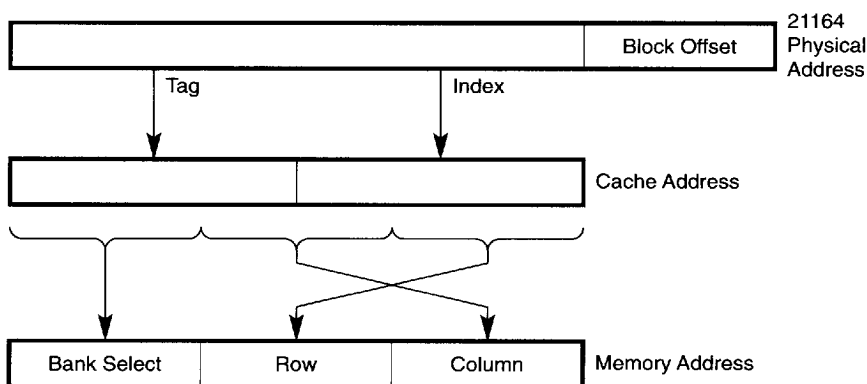 21164
Physical
Address
Block Offset
Tag
Index
Cache Address
Bank Select
Row
Column
Memory Address